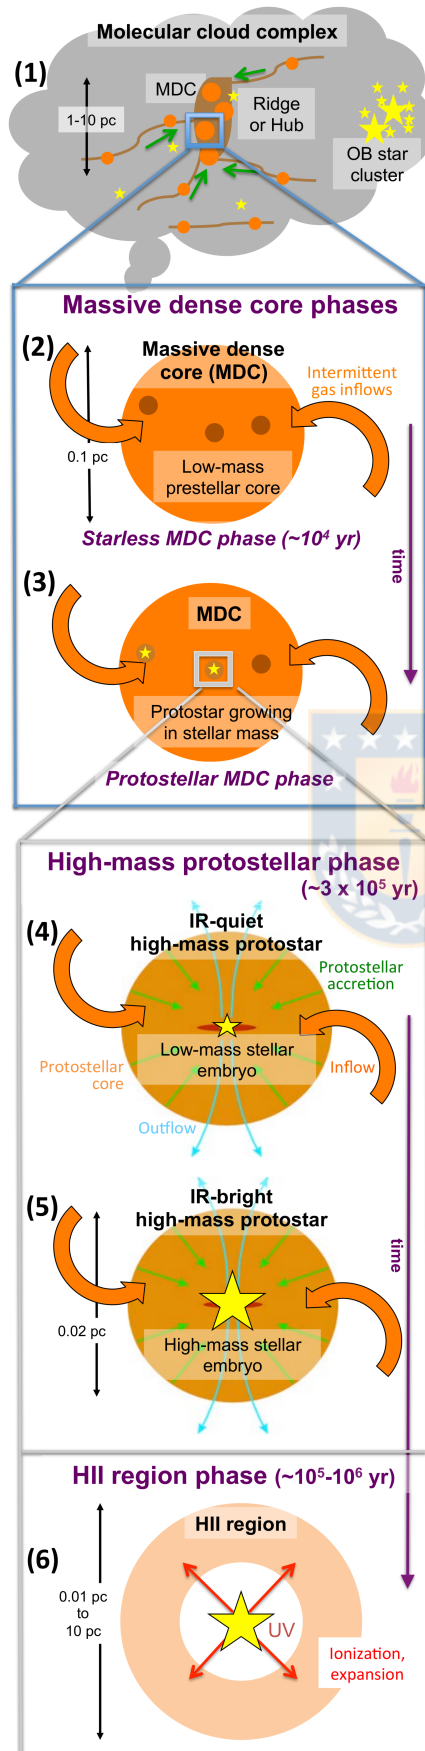 Molecular cloud complex
(1)
MDC
1-10 pc
Ridge
or Hub
OB star
cluster
Massive dense core phases
(2)
Massive dense
core (MDC)
Intermittent
gas inflows
0.1 pc
Low-mass
prestellar core
Starless MDC phase (~10⁴ yr)
time
(3)
MDC
Protostar growing
in stellar mass
Protostellar MDC phase
High-mass protostellar phase
(~3 x 10⁵ yr)
(4)
IR-quiet
high-mass protostar
Protostellar
accretion
Low-mass stellar
embryo
Protostellar
core
Inflow
Outflow
(5)
IR-bright
high-mass protostar
time
0.02 pc
High-mass stellar
embryo
HII region phase (~10⁵-10⁶ yr)
HII region
(6)
0.01 pc
to
10 pc
UV
Ionization,
expansion